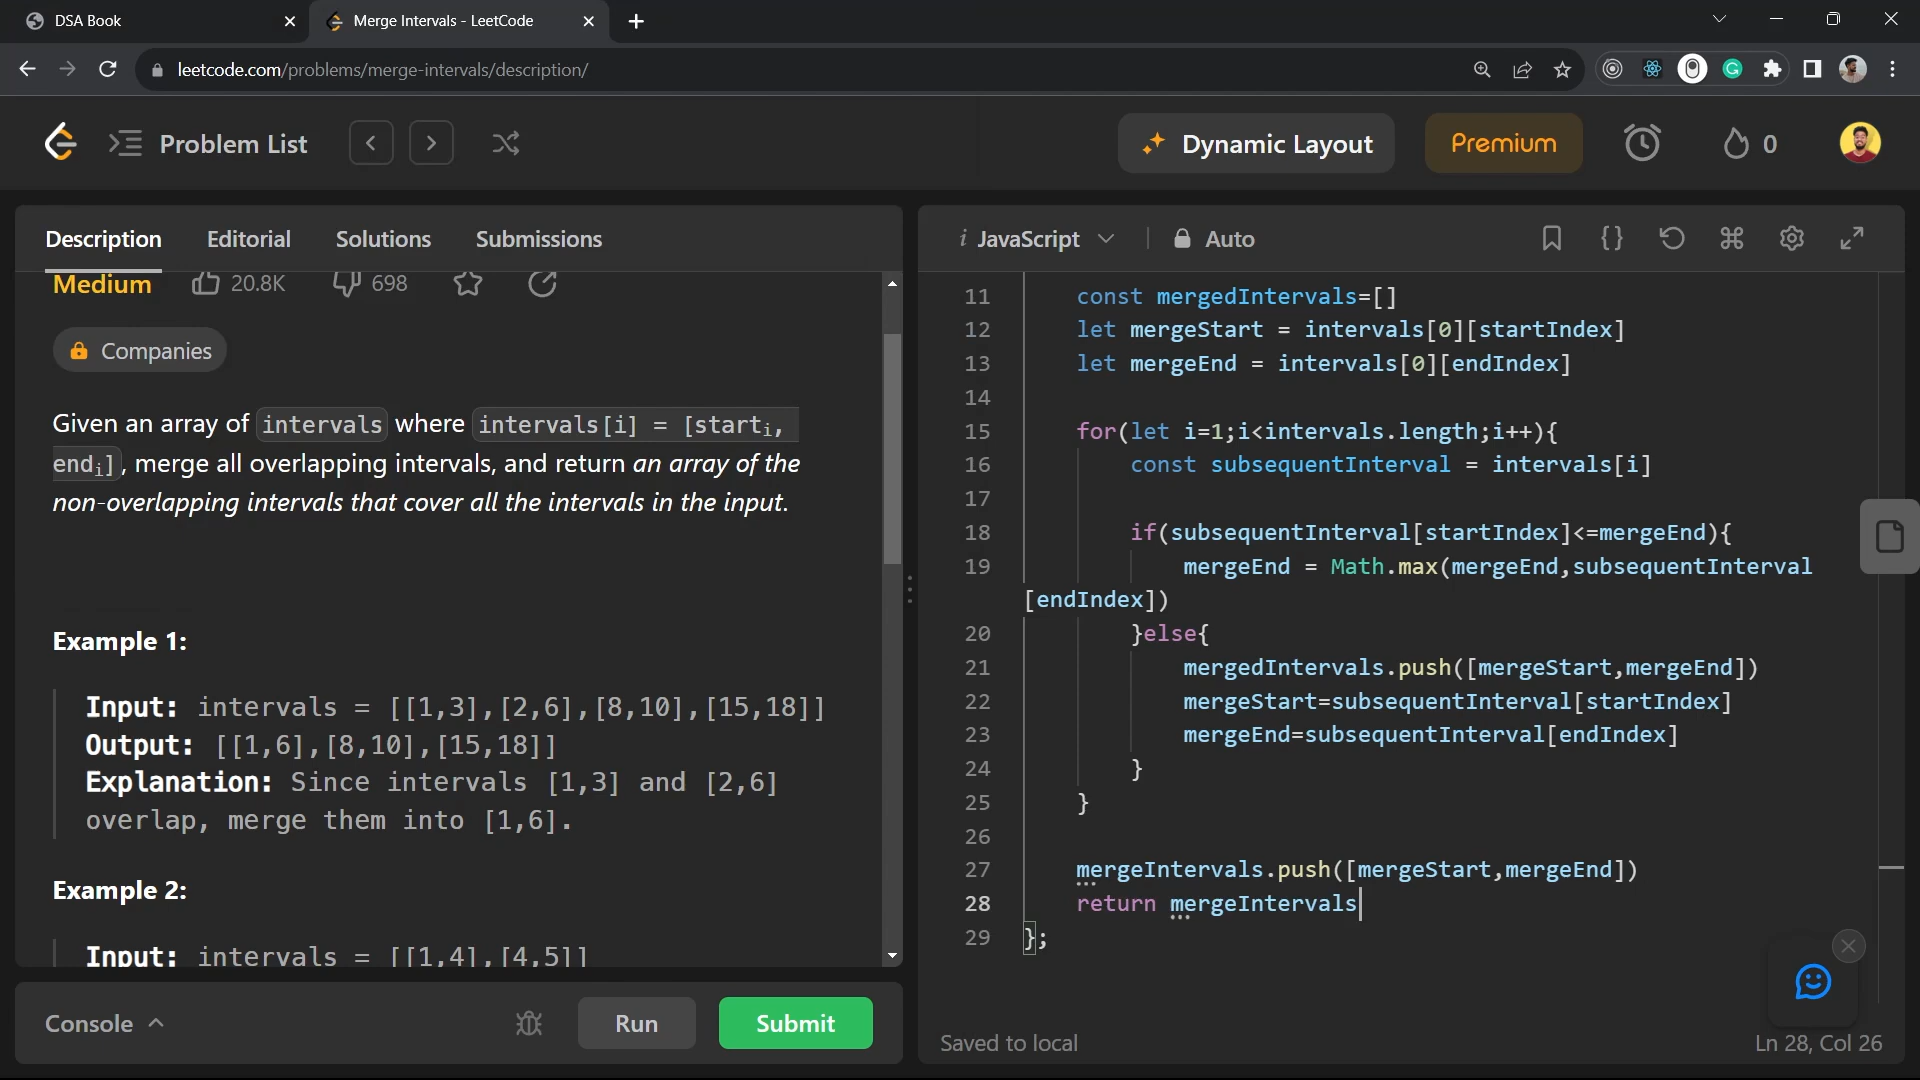 DSA Book
Merge Intervals - LeetCode
leetcode.com/problems/merge-intervals/description/
Problem List
Dynamic Layout
Premium
0
Description Editorial Solutions Submissions
Medium 20.8K 698
Companies
Given an array of intervals where intervals[i] = [starti,
endi], merge all overlapping intervals, and return an array of the
non-overlapping intervals that cover all the intervals in the input.
Example 1:
Input: intervals = [[1,3],[2,6],[8,10],[15,18]]
Output: [[1,6],[8,10],[15,18]]
Explanation: Since intervals [1,3] and [2,6]
overlap, merge them into [1,6].
Example 2:
Input: intervals = [[1,4],[4,5]]
Console
Run
Submit
i JavaScript
Auto
11 const mergedIntervals=[]
12 let mergeStart = intervals[0][startIndex]
13 let mergeEnd = intervals[0][endIndex]
14
15 for(let i=1;i<intervals.length;i++){
16 const subsequentInterval = intervals[i]
17
18 if(subsequentInterval[startIndex]<=mergeEnd){
19 mergeEnd = Math.max(mergeEnd,subsequentInterval
[endIndex])
20 }else{
21 mergedIntervals.push([mergeStart,mergeEnd])
22 mergeStart=subsequentInterval[startIndex]
23 mergeEnd=subsequentInterval[endIndex]
24 }
25 }
26
27 mergeIntervals.push([mergeStart,mergeEnd])
28 return mergeIntervals
29 };
Saved to local
Ln 28, Col 26